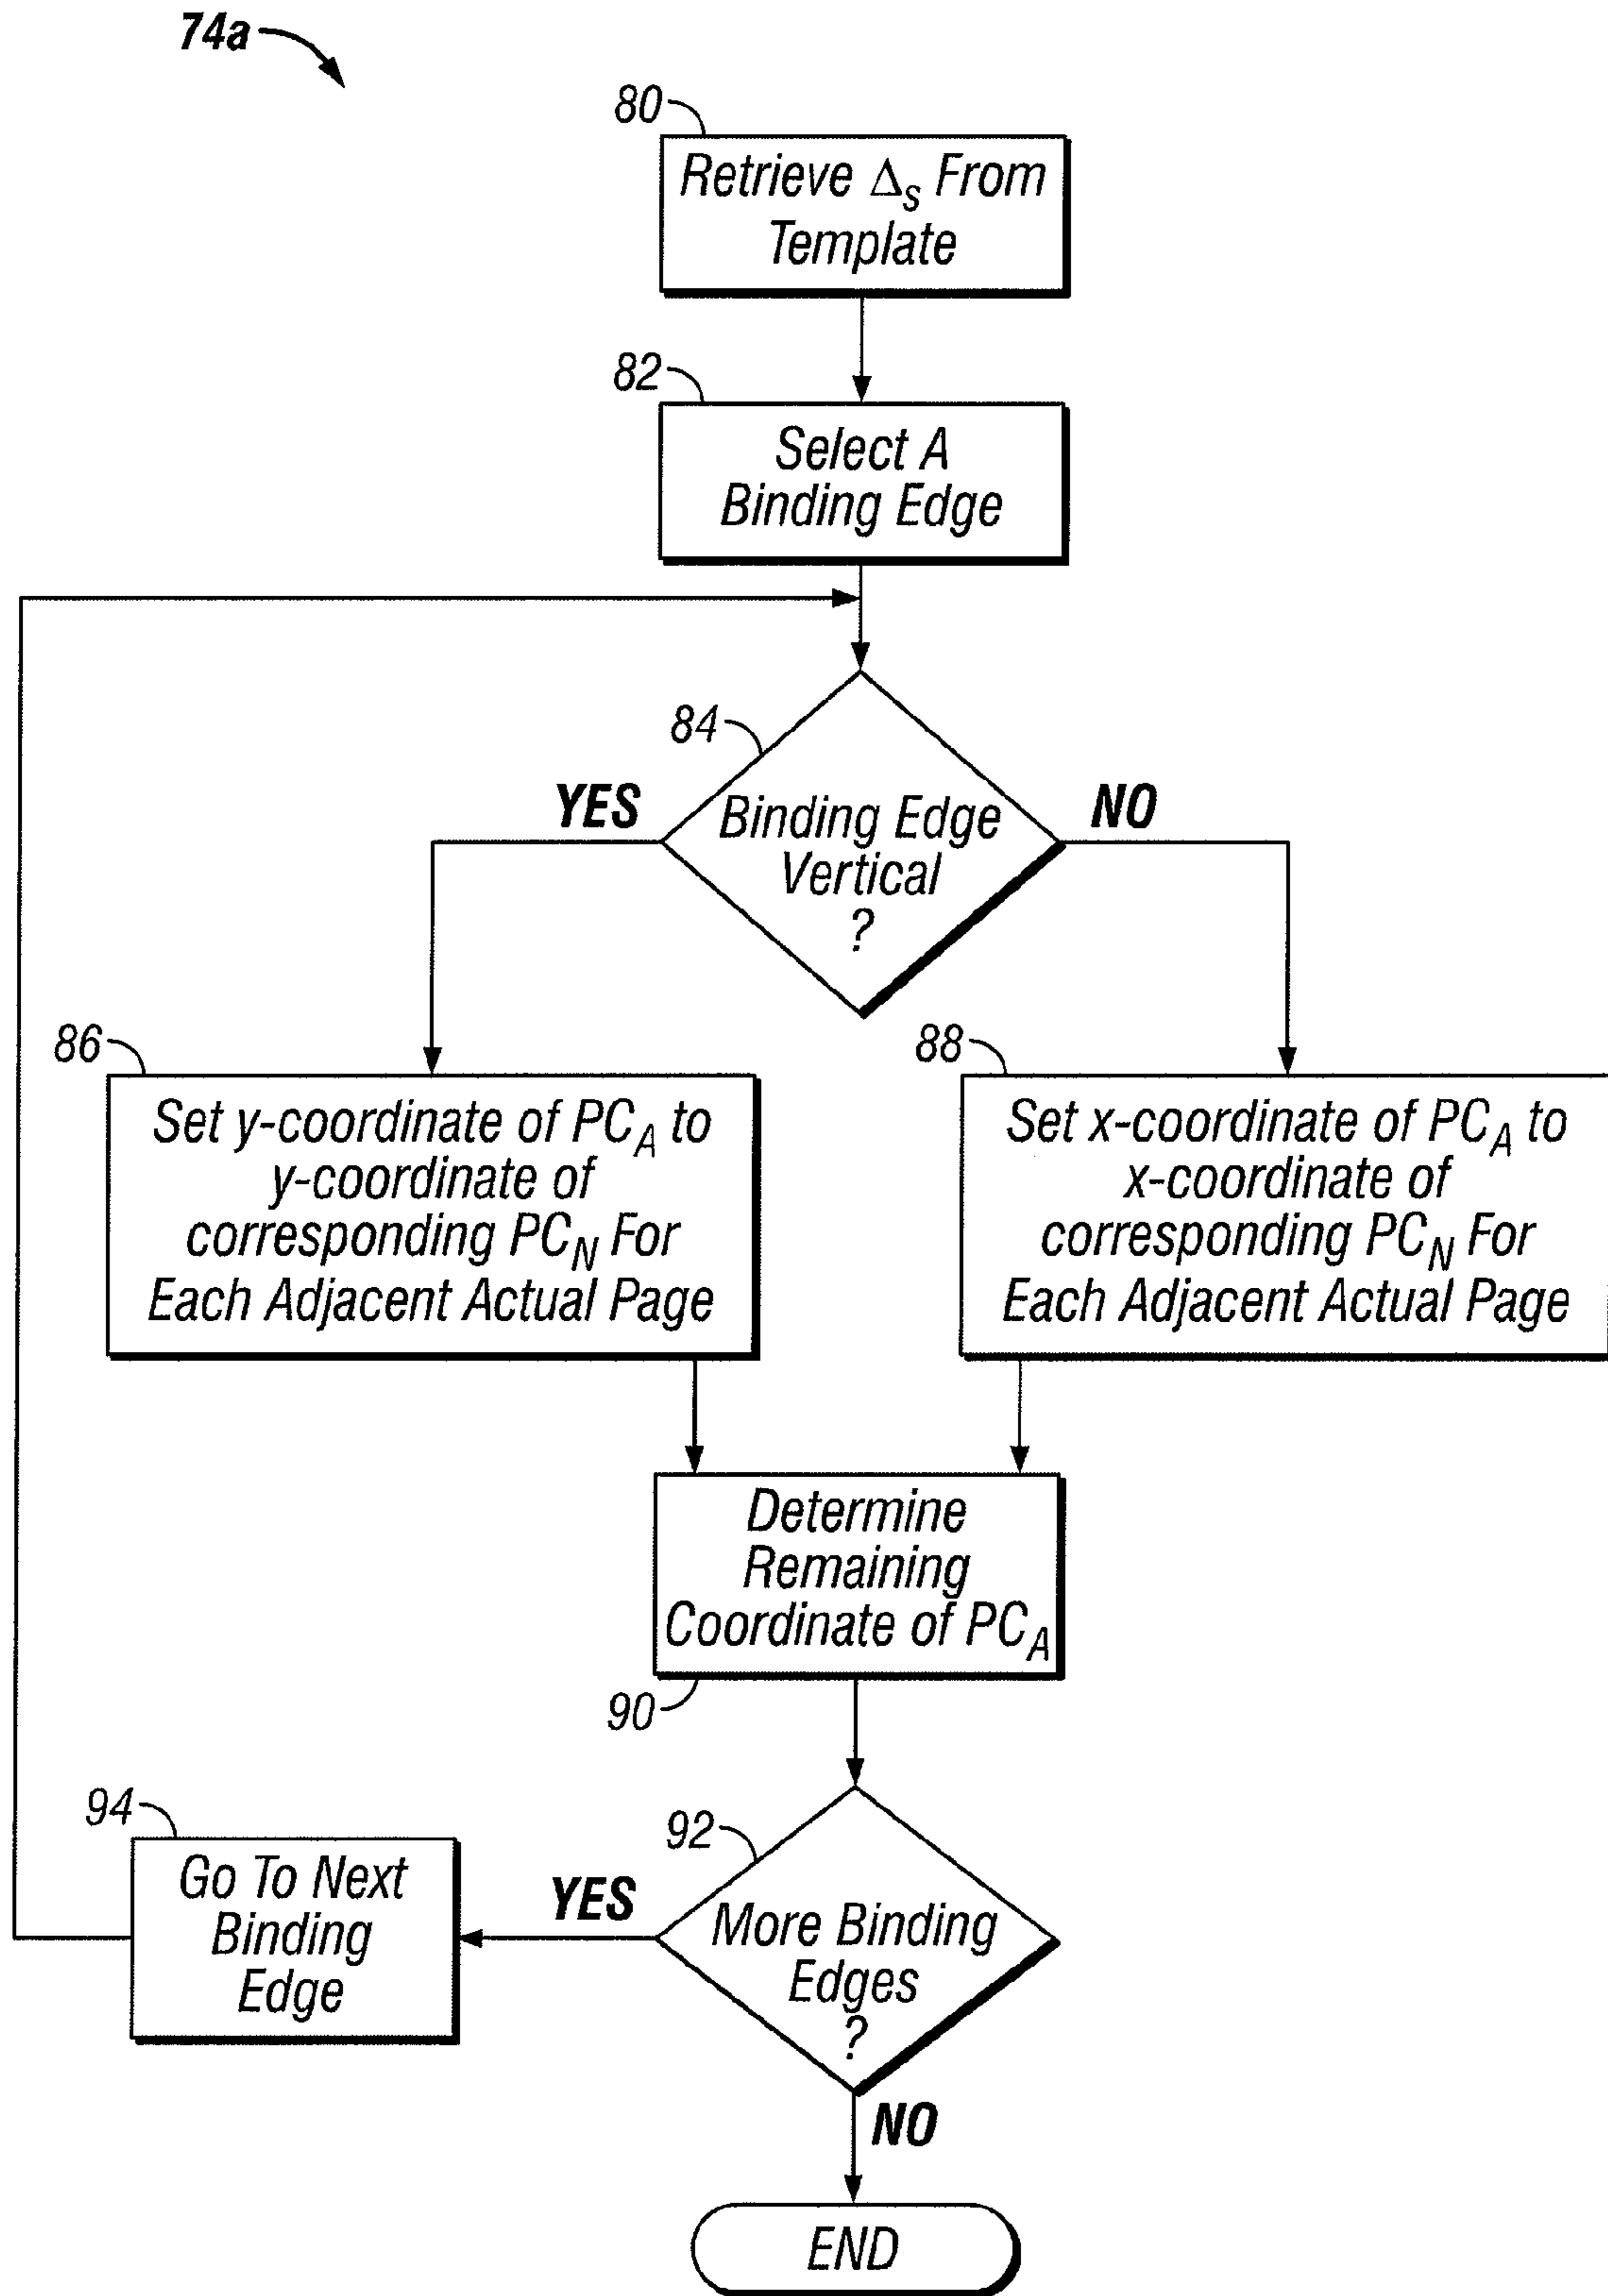 74a
80
Retrieve Δs From
Template
82
Select A
Binding Edge
84
YES
NO
Binding Edge
Vertical
?
86
Set y-coordinate of PCA to
y-coordinate of
corresponding PCN For
Each Adjacent Actual Page
88
Set x-coordinate of PCA to
x-coordinate of
corresponding PCN For
Each Adjacent Actual Page
Determine
Remaining
Coordinate of PCA
90
94
Go To Next
Binding
Edge
92
YES
More Binding
Edges
?
NO
END